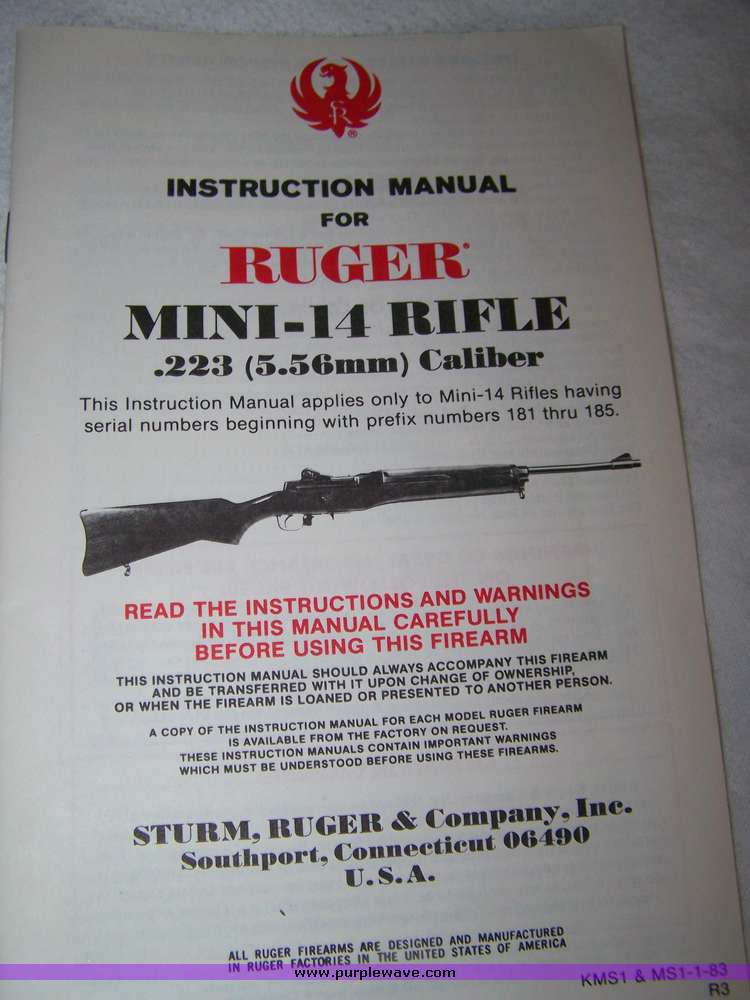 INSTRUCTION MANUAL
FOR
RUGER®
MINI-14 RIFLE
.223 (5.56mm) Caliber
This Instruction Manual applies only to Mini-14 Rifles having
serial numbers beginning with prefix numbers 181 thru 185.
READ THE INSTRUCTIONS AND WARNINGS
IN THIS MANUAL CAREFULLY
BEFORE USING THIS FIREARM
THIS INSTRUCTION MANUAL SHOULD ALWAYS ACCOMPANY THIS FIREARM
AND BE TRANSFERRED WITH IT UPON CHANGE OF OWNERSHIP,
OR WHEN THE FIREARM IS LOANED OR PRESENTED TO ANOTHER PERSON.
A COPY OF THE INSTRUCTION MANUAL FOR EACH MODEL RUGER FIREARM
IS AVAILABLE FROM THE FACTORY ON REQUEST.
THESE INSTRUCTION MANUALS CONTAIN IMPORTANT WARNINGS
WHICH MUST BE UNDERSTOOD BEFORE USING THESE FIREARMS.
STURM, RUGER & Company, Inc.
Southport, Connecticut 06490
U.S.A.
ALL RUGER FIREARMS ARE DESIGNED AND MANUFACTURED
IN RUGER FACTORIES IN THE UNITED STATES OF AMERICA
www.purplewave.com
KMS1 & MS1-1-83
R3